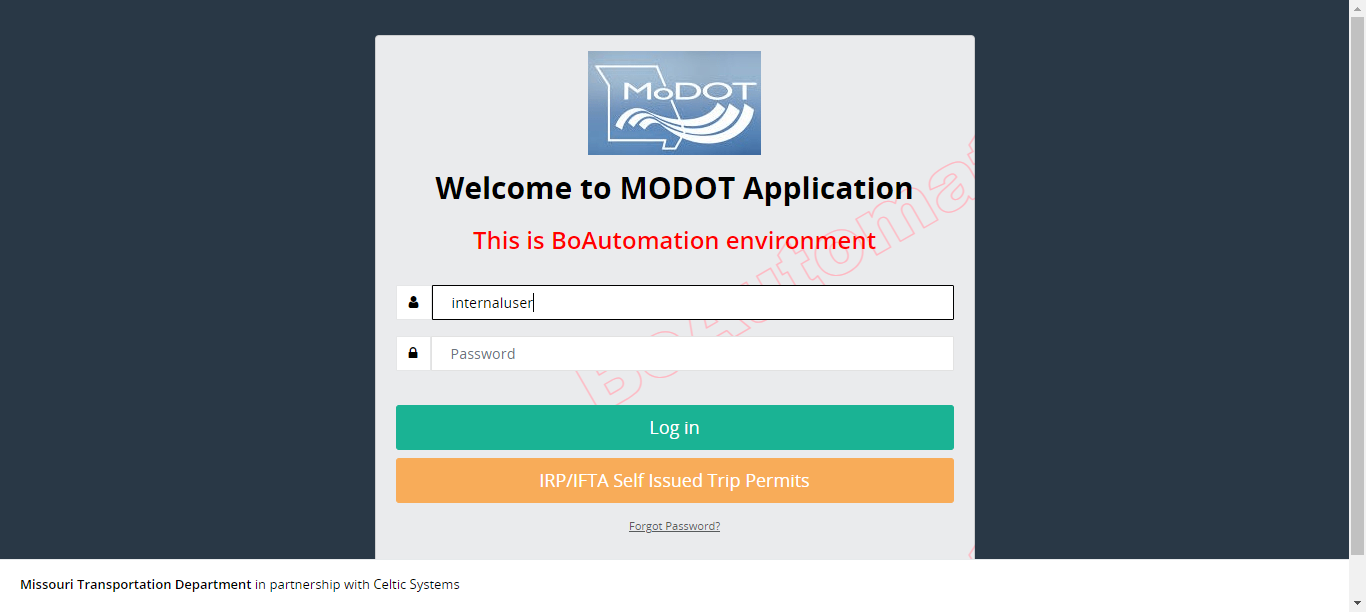 MoDOT
Welcome to MODOT Application
This is BoAutomation environment
internaluser
Password
Log in
IRP/IFTA Self Issued Trip Permits
Forgot Password?
BoAutoma
Missouri Transportation Department in partnership with Celtic Systems